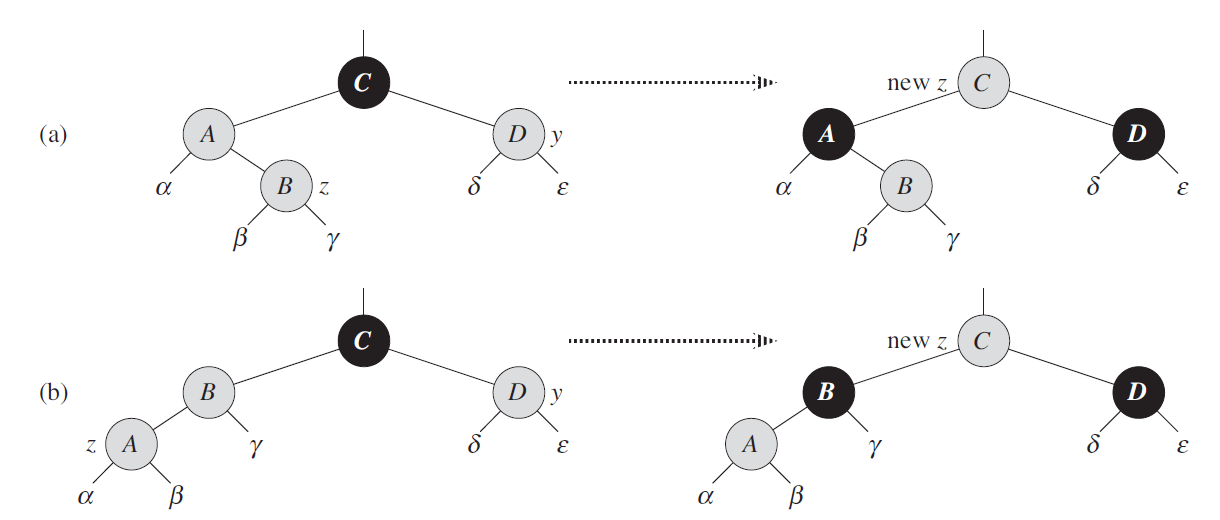 C new z C
(a) A D y A D
α B z δ ε α B δ ε
β γ β γ
C new z C
(b) B D y B D
z A γ δ ε A γ δ ε
α β α β